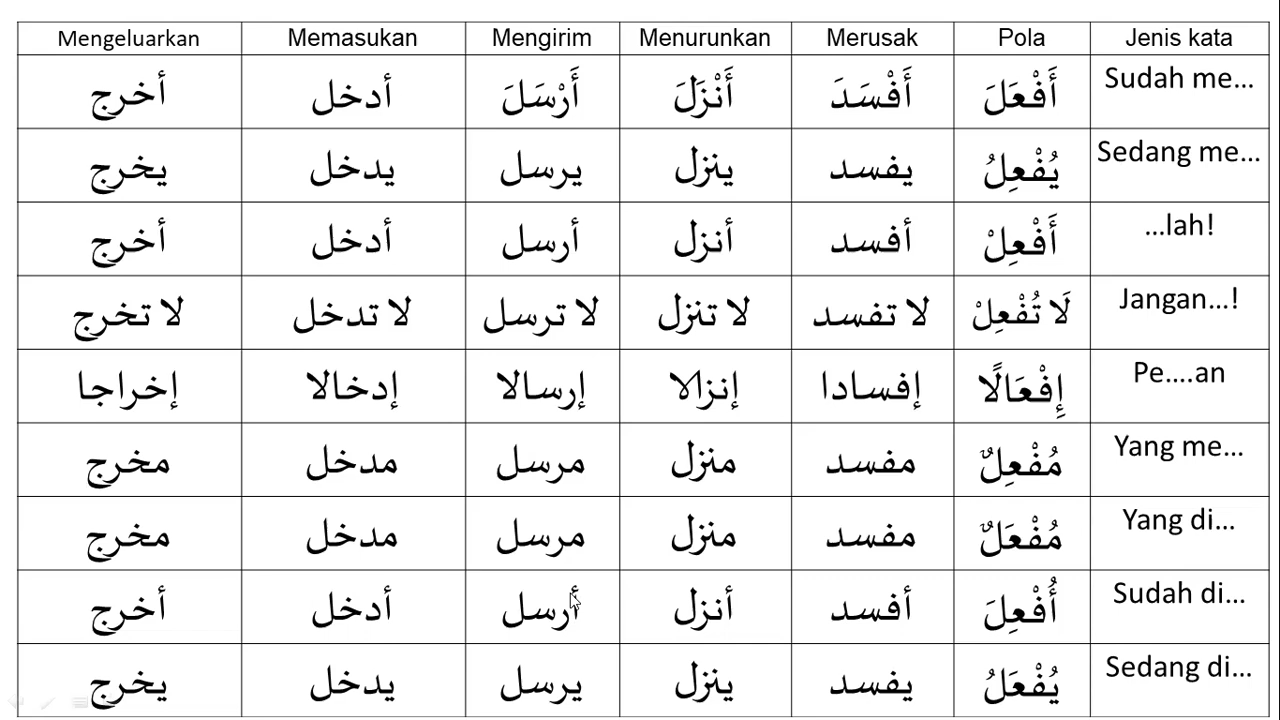 Mengeluarkan Memasukan Mengirim Menurunkan Merusak Pola Jenis kata
أخرج أدخل أَرْسَلَ أَنْزَلَ أَفْسَدَ أَفْعَلَ Sudah me...
يخرج يدخل يرسل ينزل يفسد يُفْعِلُ Sedang me...
أخرج أدخل أرسل أنزل أفسد أَفْعِلْ ...lah!
لا تخرج لا تدخل لا ترسل لا تنزل لا تفسد لَا تُفْعِلْ Jangan...!
إخراجا إدخالا إرسالا إنزالا إفسادا إِفْعَالًا Pe....an
مخرج مدخل مرسل منزل مفسد مُفْعِلٌ Yang me...
مخرج مدخل مرسل منزل مفسد مُفْعَلٌ Yang di...
أخرج أدخل أرسل أنزل أفسد أُفْعِلَ Sudah di...
يخرج يدخل يرسل ينزل يفسد يُفْعَلُ Sedang di...